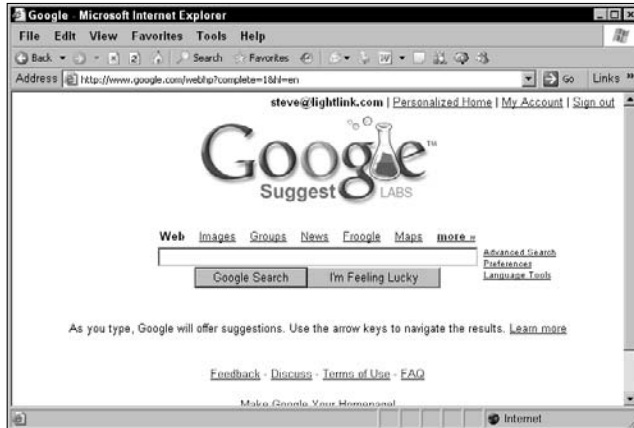 Google - Microsoft Internet Explorer
File Edit View Favorites Tools Help
Back Search Favorites
Address http://www.google.com/webhp?complete=1&hl=en Go Links »
steve@lightlink.com | Personalized Home | My Account | Sign out
Google™
Suggest LABS
Web Images Groups News Froogle Maps more »
Advanced Search
Preferences
Language Tools
Google Search I'm Feeling Lucky
As you type, Google will offer suggestions. Use the arrow keys to navigate the results. Learn more
Feedback - Discuss - Terms of Use - FAQ
Make Google Your Homepage!
Internet